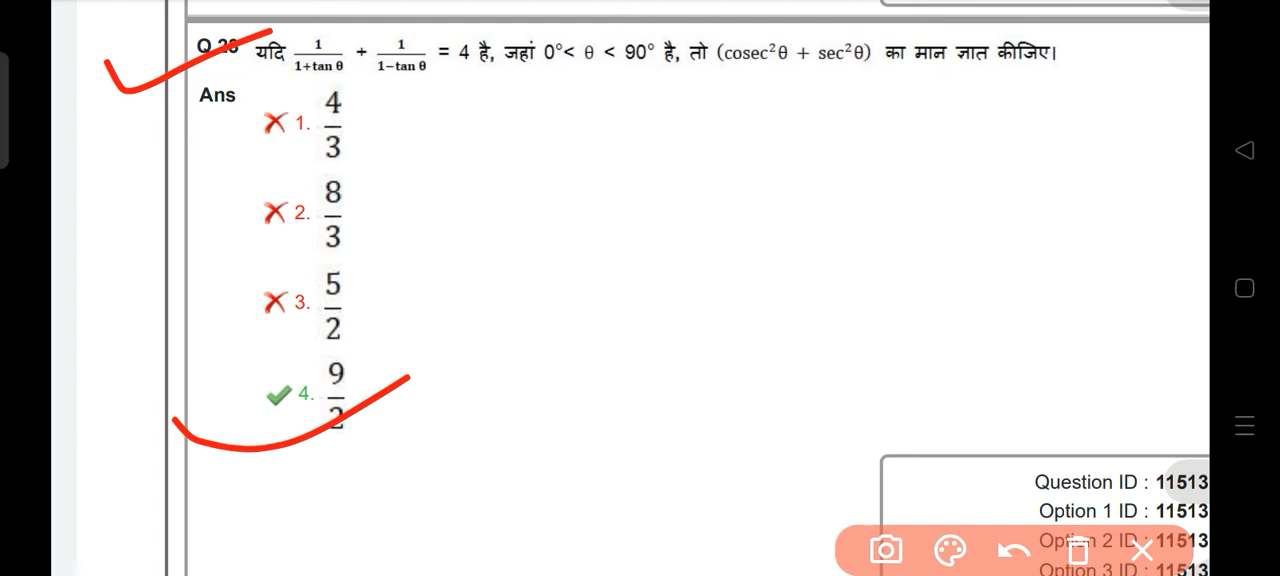 Q 28 यदि 1/(1+tan θ) + 1/(1−tan θ) = 4 है, जहां 0°< θ < 90° है, तो (cosec²θ + sec²θ) का मान ज्ञात कीजिए।
Ans
1. 4/3
2. 8/3
3. 5/2
4. 9/2
Question ID : 11513
Option 1 ID : 11513
Option 2 ID : 11513
Option 3 ID : 11513